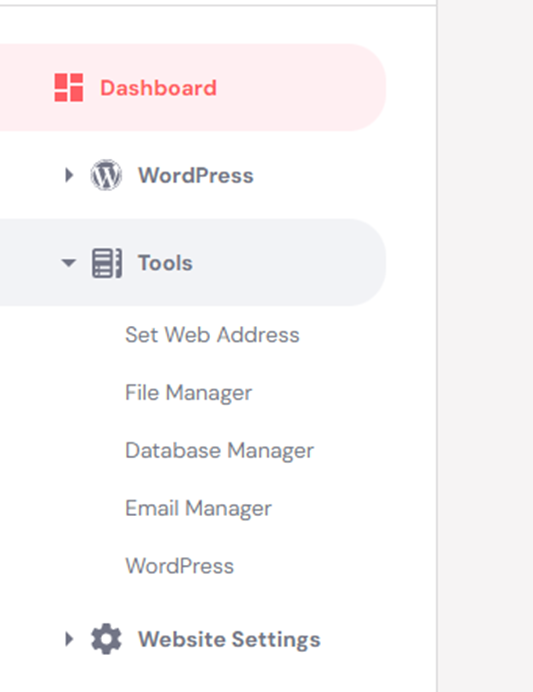 Dashboard
WordPress
Tools
Set Web Address
File Manager
Database Manager
Email Manager
WordPress
Website Settings